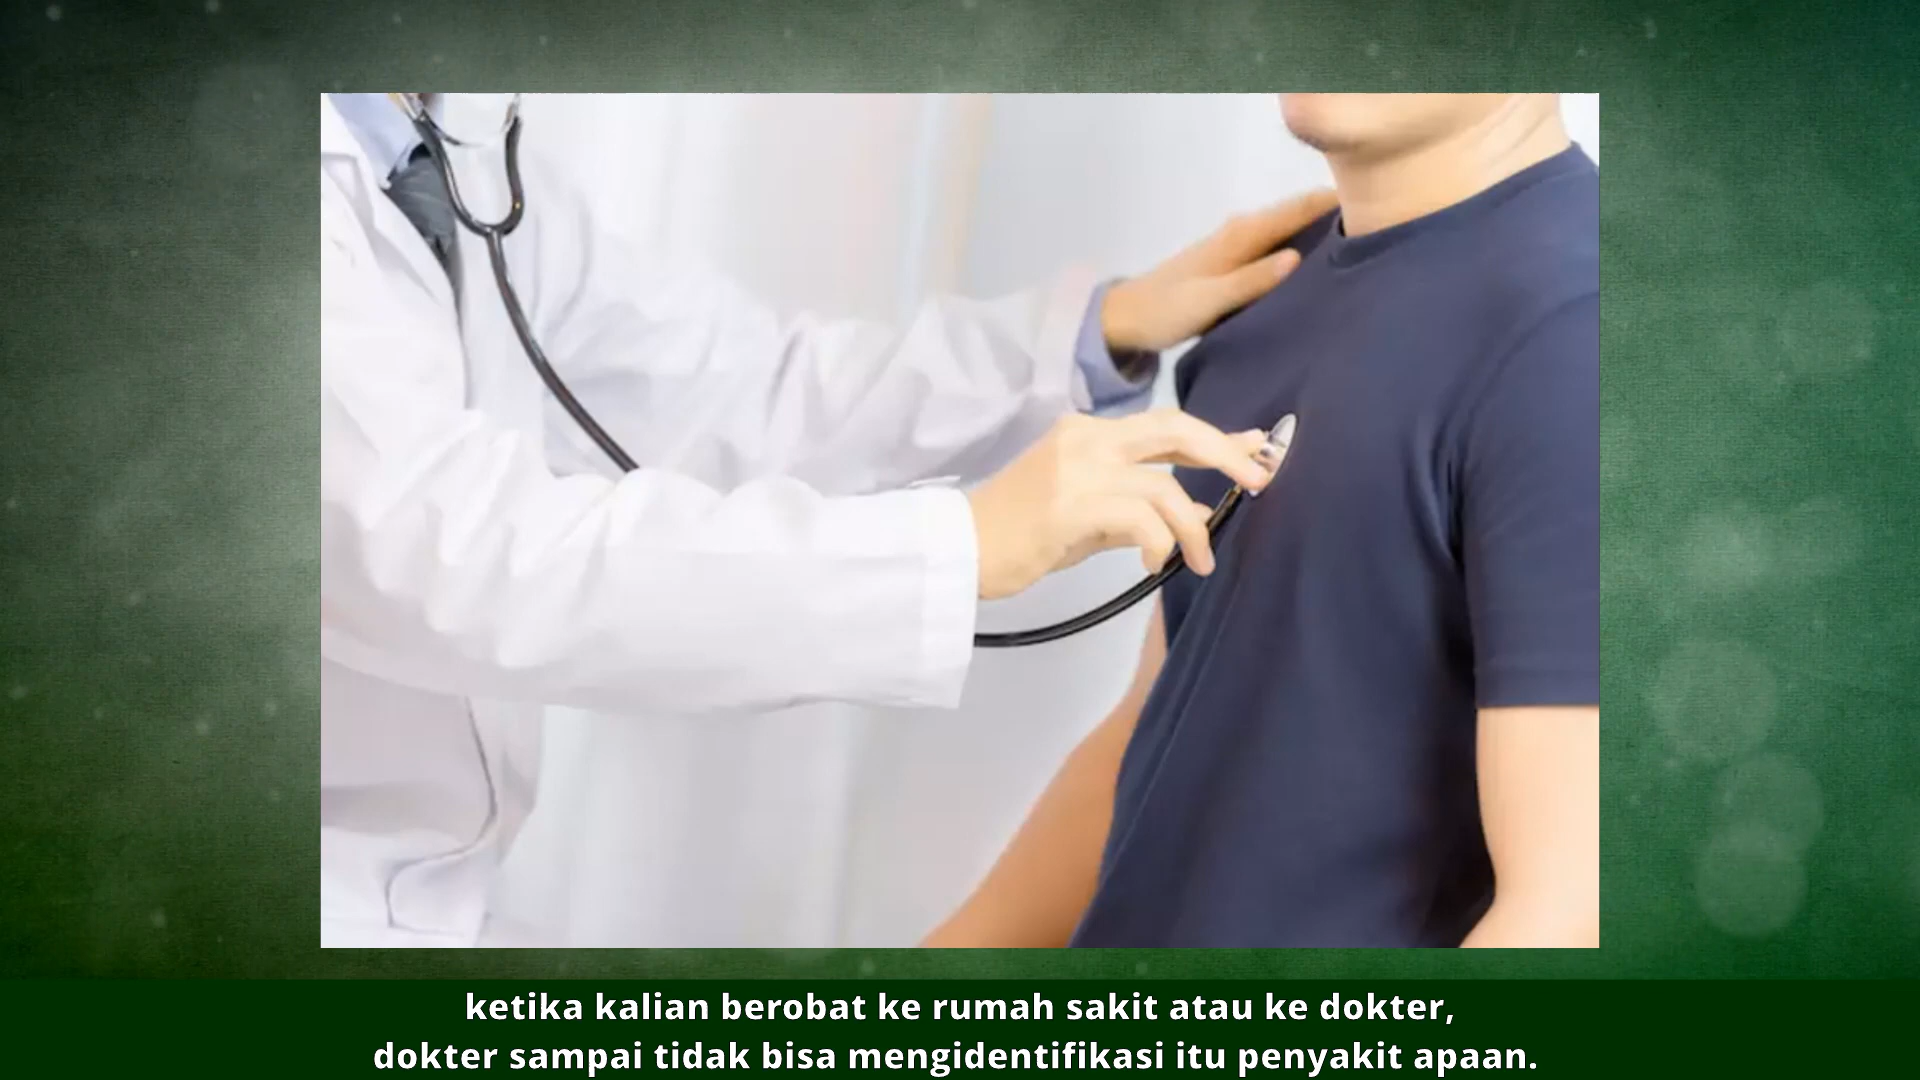 ketika kalian berobat ke rumah sakit atau ke dokter,
dokter sampai tidak bisa mengidentifikasi itu penyakit apaan.